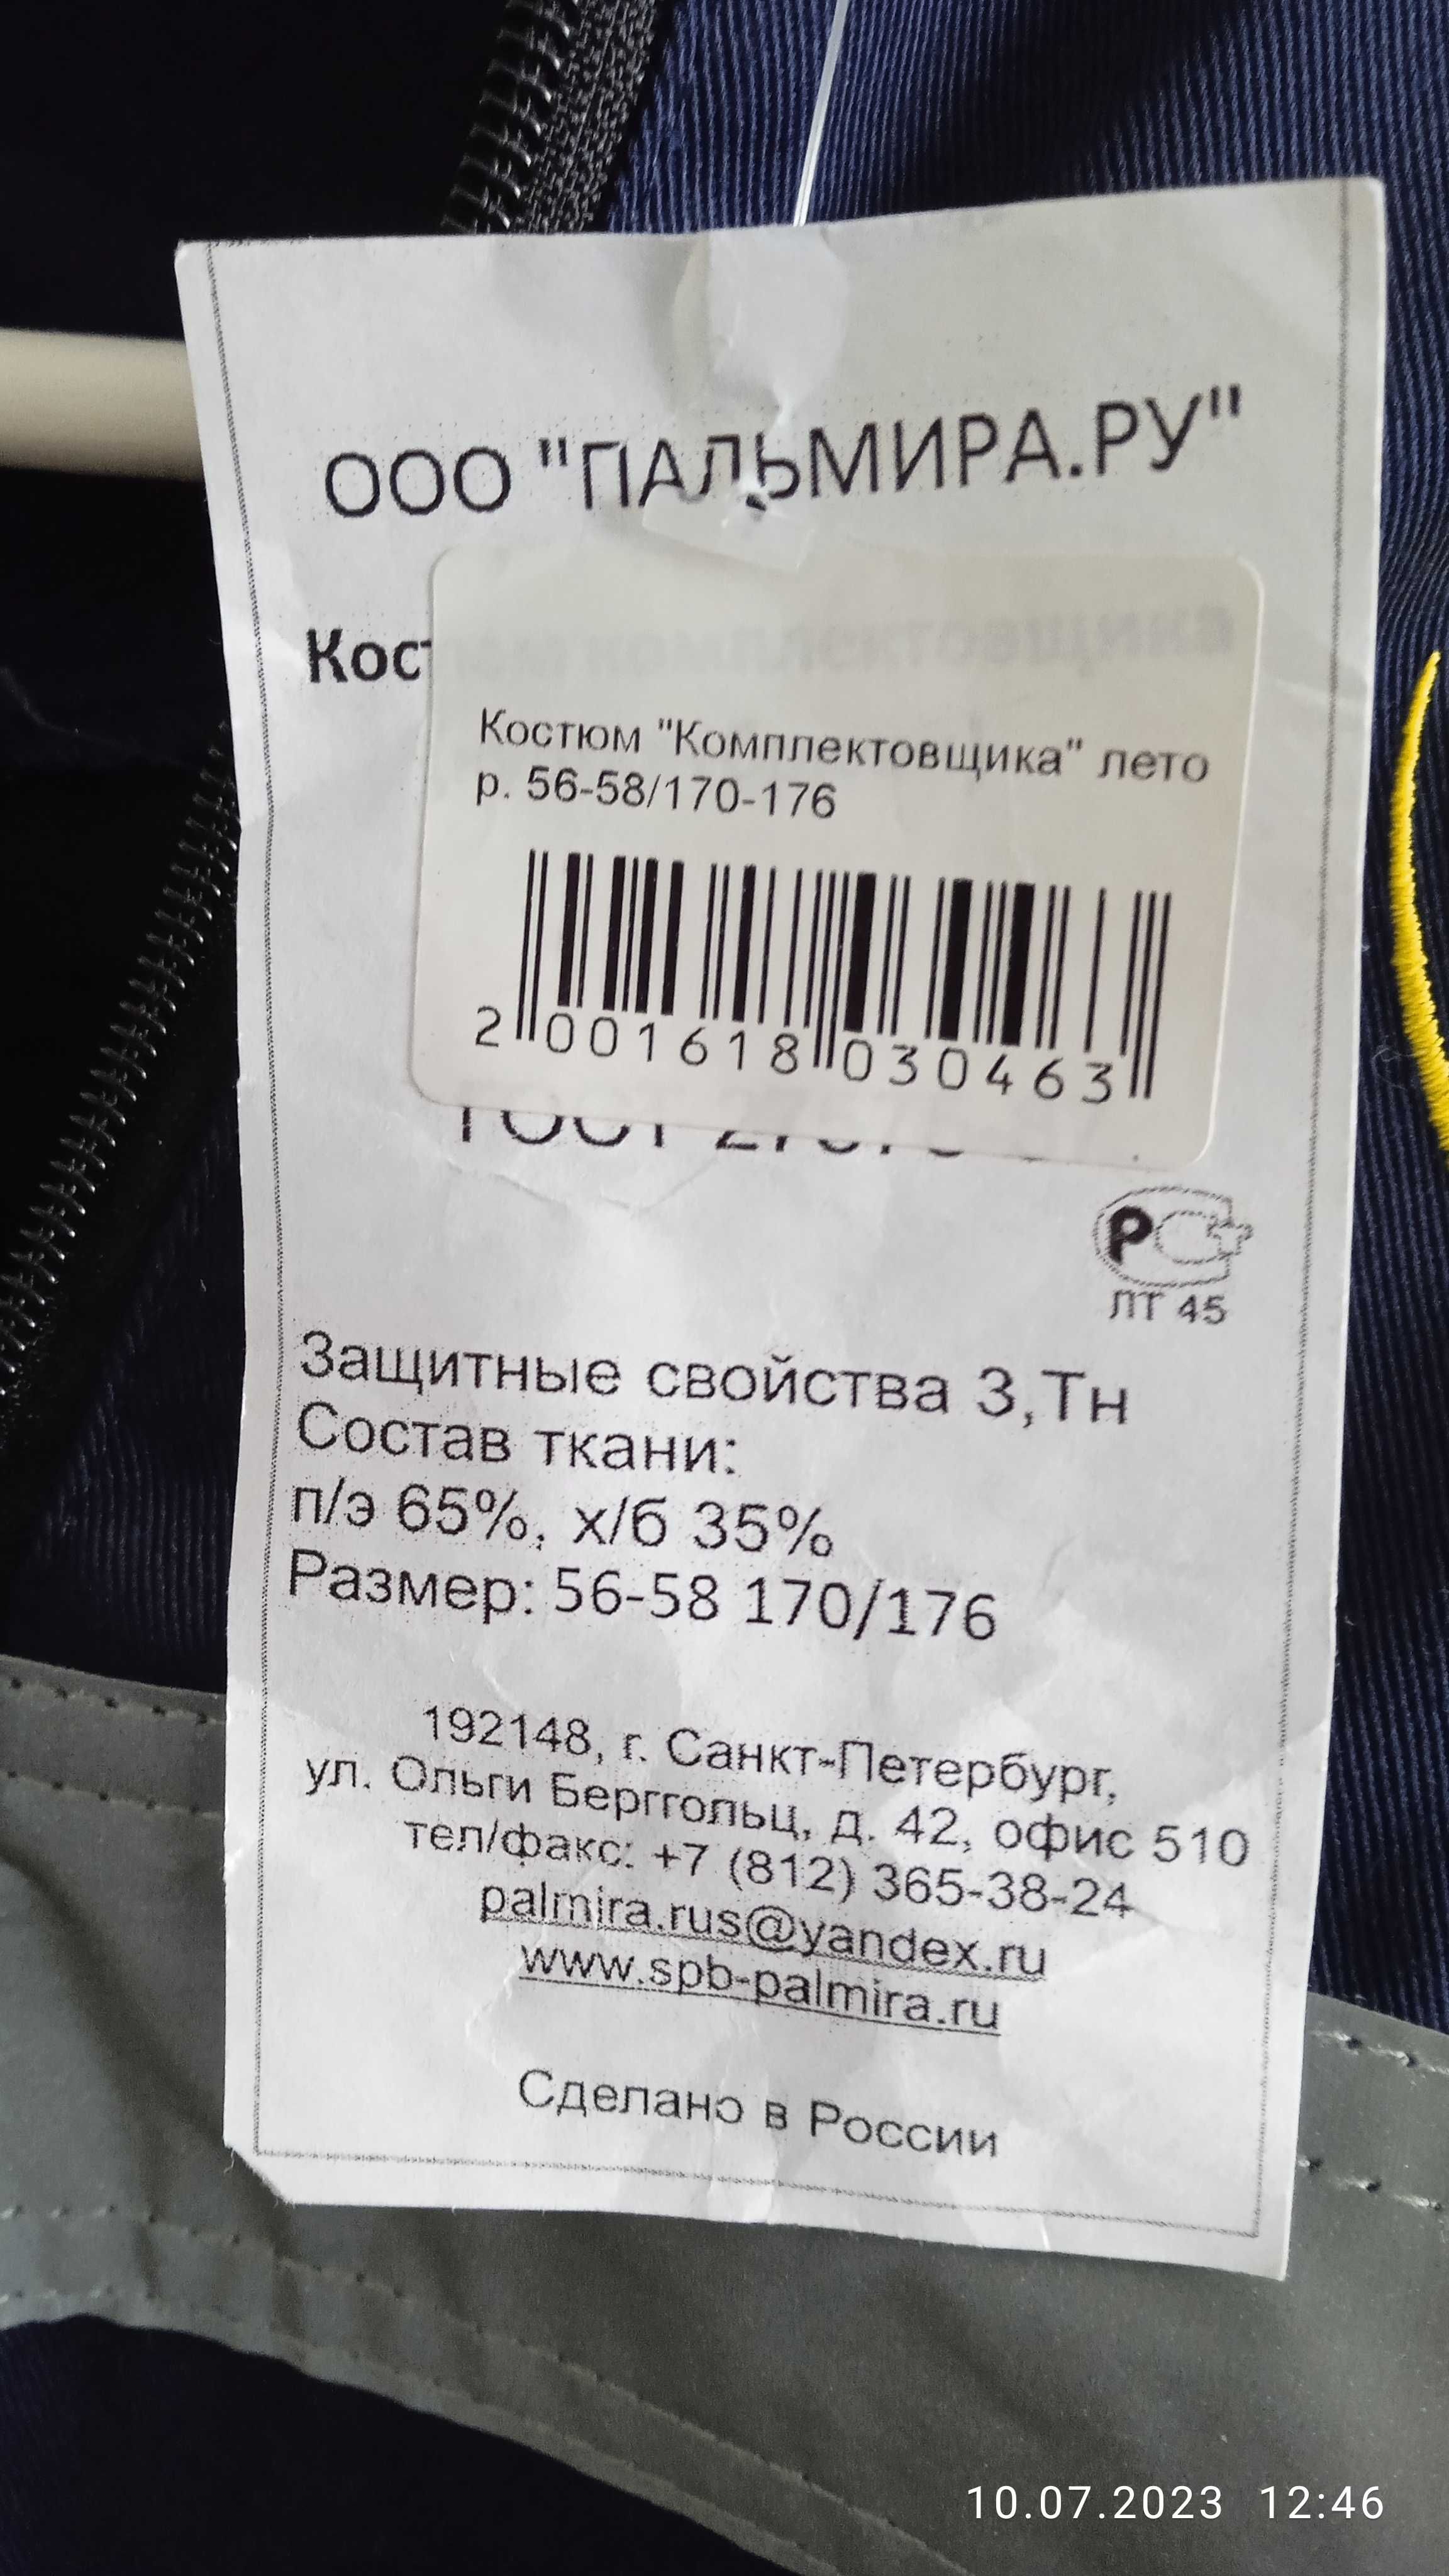 ООО "ПАЛЬМИРА.РУ"
Костюм "Комплектовщика" лето
р. 56-58/170-176
2 001618 030463
ГОСТ
РСТ
ЛТ 45
Защитные свойства З,Тн
Состав ткани:
п/э 65%, х/б 35%
Размер: 56-58 170/176
192148, г. Санкт-Петербург,
ул. Ольги Берггольц, д. 42, офис 510
тел/факс: +7 (812) 365-38-24
palmira.rus@yandex.ru
www.spb-palmira.ru
Сделано в России
10.07.2023 12:46